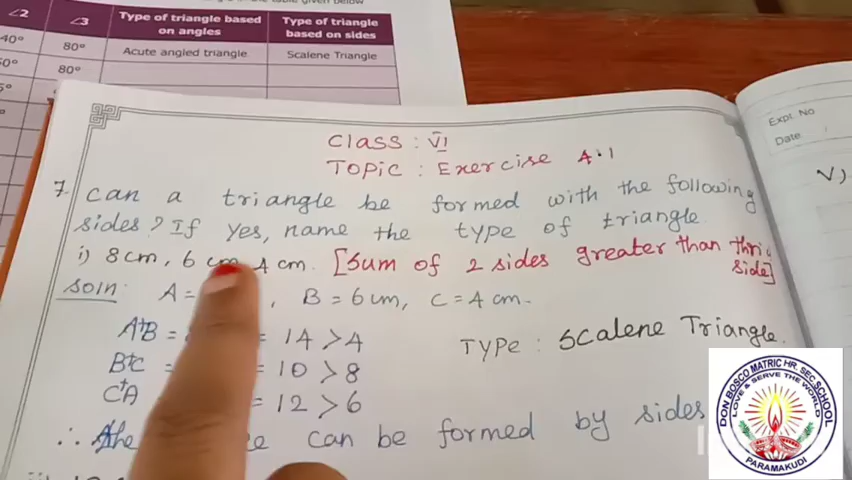 ∠2 ∠3 Type of triangle based on angles Type of triangle based on sides
40° 80° Acute angled triangle Scalene Triangle
80°
Expl. No
Date
Class : VI
Topic : Exercise 4.1
7. Can a triangle be formed with the following
sides? If yes, name the type of triangle.
i) 8 cm, 6 cm, 4 cm. [Sum of 2 sides greater than
side]
Soln: A = B = 6 cm, C = 4 cm.
A+B = = 14 > 4
Type : Scalene Triangle.
B+C = = 10 > 8
C+A = 12 > 6
∴ can be formed by sides
V)
DON BOSCO MATRIC HR. SEC. SCHOOL
LOVE & SERVE THE WORLD
PARAMAKUDI